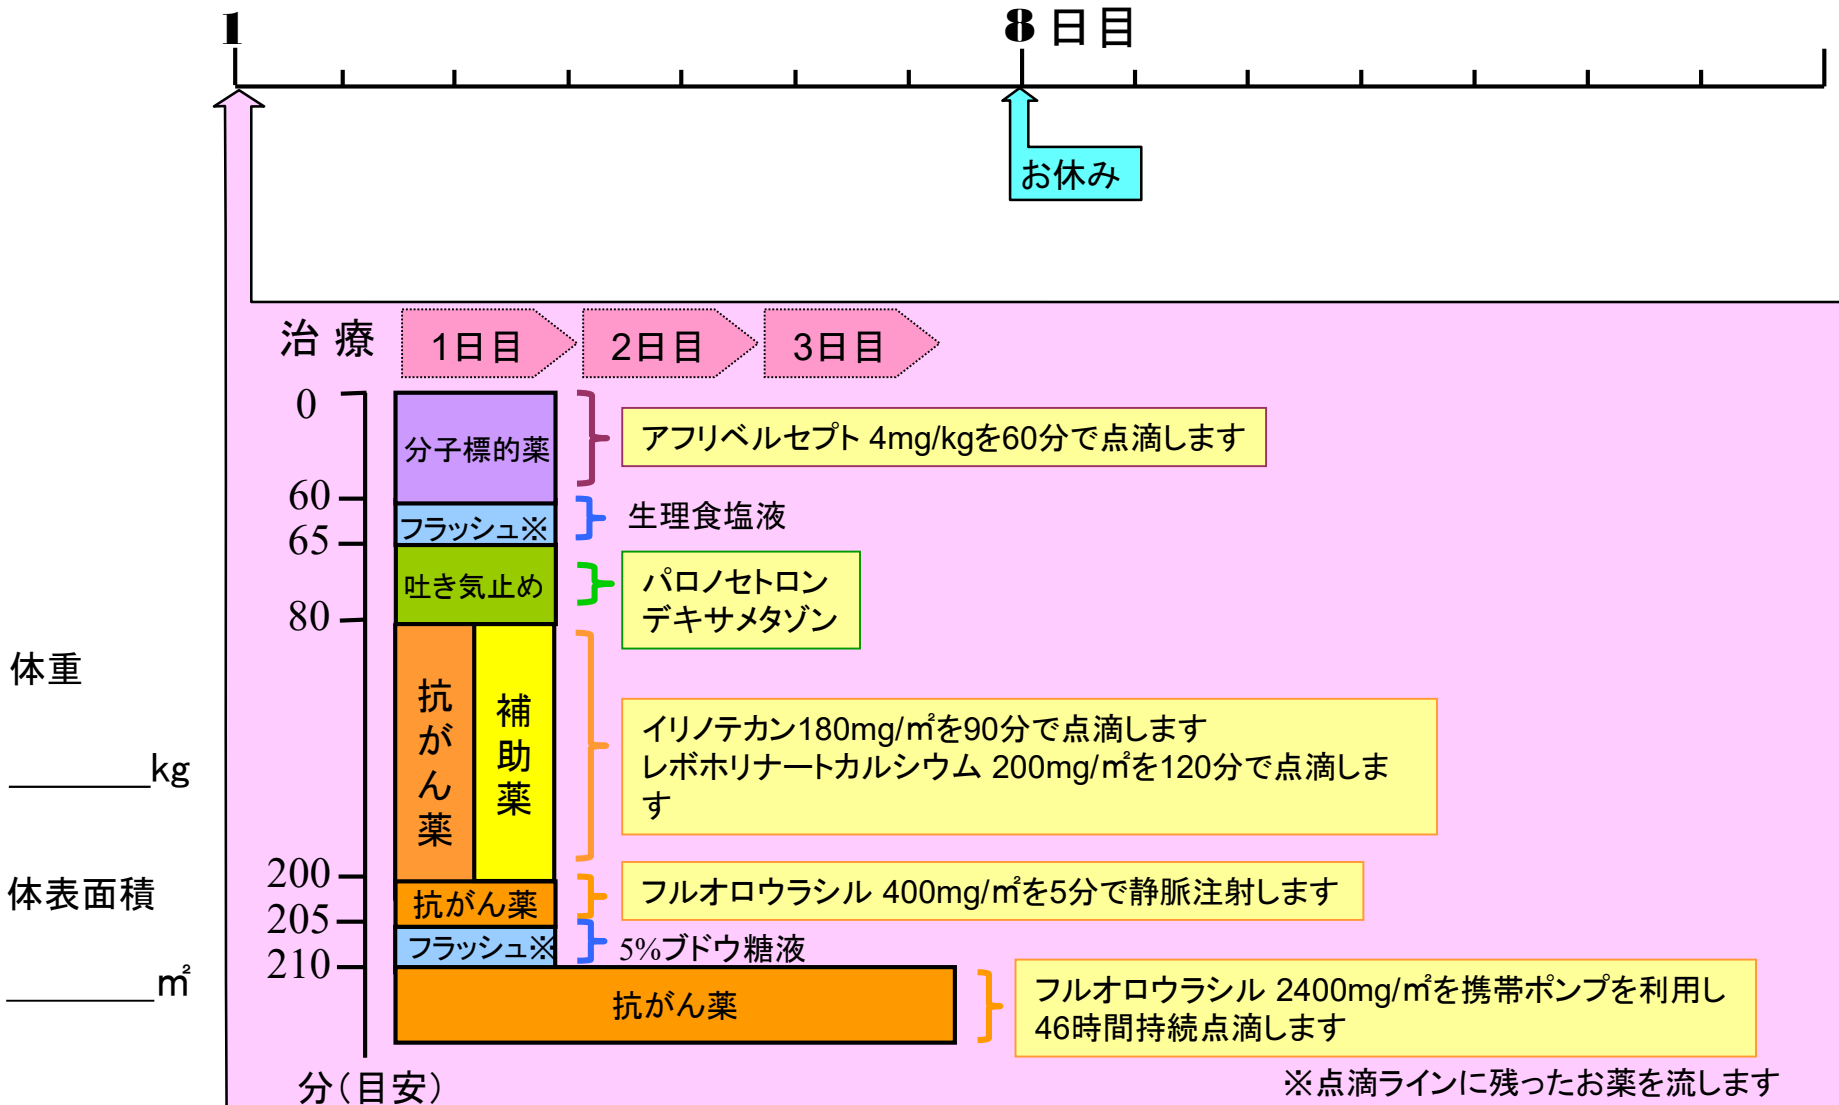 1
8 日目
お休み
治 療
1日目
2日目
3日目
0
分子標的薬
アフリベルセプト 4mg/kgを60分で点滴します
60
フラッシュ※
生理食塩液
65
吐き気止め
パロノセトロン
デキサメタゾン
80
抗がん薬
補助薬
イリノテカン180mg/㎡を90分で点滴します
レボホリナートカルシウム 200mg/㎡を120分で点滴しま
す
体重
kg
200
抗がん薬
フルオロウラシル 400mg/㎡を5分で静脈注射します
体表面積
205
フラッシュ※
5%ブドウ糖液
210
㎡
抗がん薬
フルオロウラシル 2400mg/㎡を携帯ポンプを利用し
46時間持続点滴します
分（目安）
※点滴ラインに残ったお薬を流します